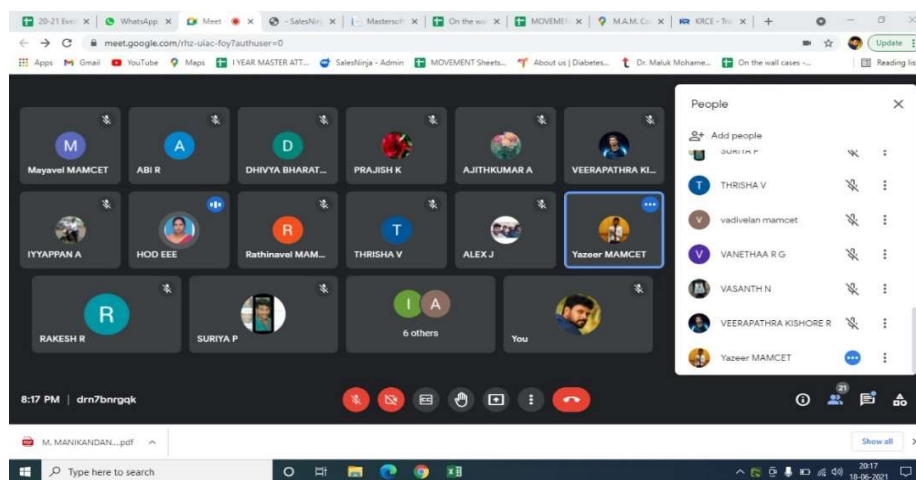 20-21 Even
WhatsApp
Meet
- SalesNinj
Mastersoft
On the wa
MOVEME
M.A.M. Co
KRCE - Tra
meet.google.com/rhz-uiac-foy?authuser=0
Update
Apps
Gmail
YouTube
Maps
I YEAR MASTER ATT...
SalesNinja - Admin
MOVEMENT Sheets...
About us | Diabetes...
Dr. Maluk Mohame...
On the wall cases -...
Reading lis
M
Mayavel MAMCET
A
ABI R
D
DHIVYA BHARAT...
PRAJISH K
AJITHKUMAR A
VEERAPATHRA KI...
IYYAPPAN A
HOD EEE
R
Rathinavel MAM...
T
THRISHA V
ALEX J
Yazeer MAMCET
R
RAKESH R
SURIYA P
I A
6 others
You
People
Add people
SURIYA P
T THRISHA V
V vadivelan mamcet
V VANETHAA R G
VASANTH N
VEERAPATHRA KISHORE R
Yazeer MAMCET
8:17 PM | drn7bnrgqk
21
M. MANIKANDAN....pdf
Show all
Type here to search
20:17
18-06-2021